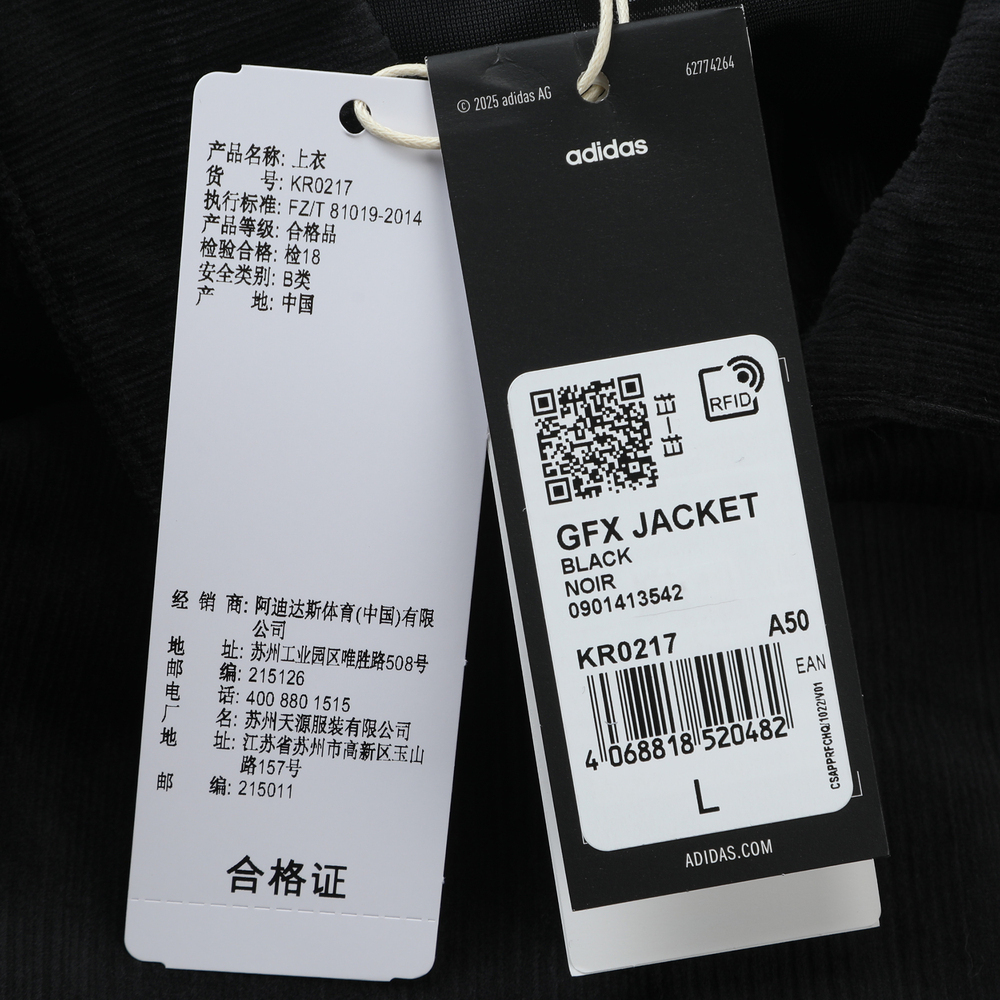 产品名称: 上衣
货 号: KR0217
执行标准: FZ/T 81019-2014
产品等级: 合格品
检验合格: 检18
安全类别: B类
产 地: 中国
经 销 商: 阿迪达斯体育(中国)有限
公司
地 址: 苏州工业园区唯胜路508号
邮 编: 215126
电 话: 400 880 1515
厂 名: 苏州天源服装有限公司
地 址: 江苏省苏州市高新区玉山
路157号
邮 编: 215011
合格证
© 2025 adidas AG
62774264
adidas
扫一扫
RFID
GFX JACKET
BLACK
NOIR
0901413542
KR0217 A50
EAN
4 068818 520482
CSAPPRFCHQ/1022/V01
L
ADIDAS.COM